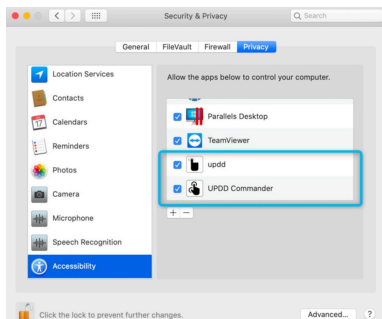 Security & Privacy
Search
General
FileVault
Firewall
Privacy
Location Services
Contacts
17
Calendars
Reminders
Photos
Camera
Microphone
Speech Recognition
Accessibility
Allow the apps below to control your computer.
Parallels Desktop
TeamViewer
updd
UPDD Commander
+ −
Click the lock to prevent further changes.
Advanced...
?